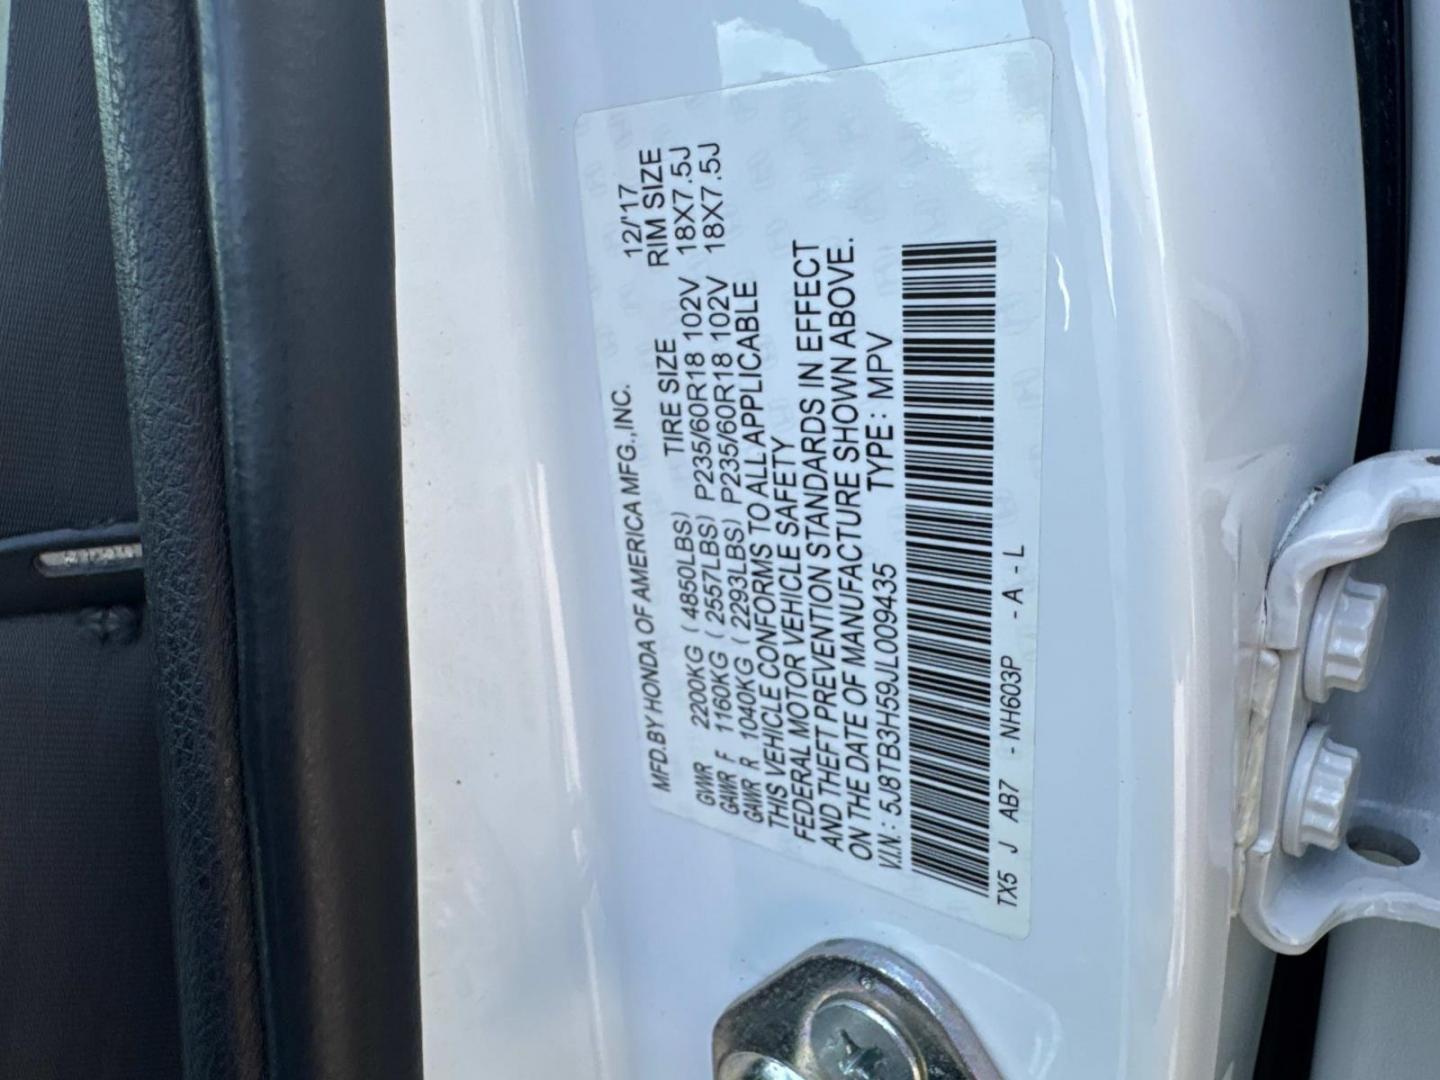 MFD.BY HONDA OF AMERICA MFG.,INC. 12/'17
TIRE SIZE RIM SIZE
GVWR 2200KG ( 4850LBS)
GAWR F 1160KG ( 2557LBS) P235/60R18 102V 18X7.5J
GAWR R 1040KG ( 2293LBS) P235/60R18 102V 18X7.5J
THIS VEHICLE CONFORMS TO ALL APPLICABLE
FEDERAL MOTOR VEHICLE SAFETY
AND THEFT PREVENTION STANDARDS IN EFFECT
ON THE DATE OF MANUFACTURE SHOWN ABOVE.
V.I.N.: 5J8TB3H59JL009435 TYPE : MPV
TX5 J AB7 - NH603P - A - L